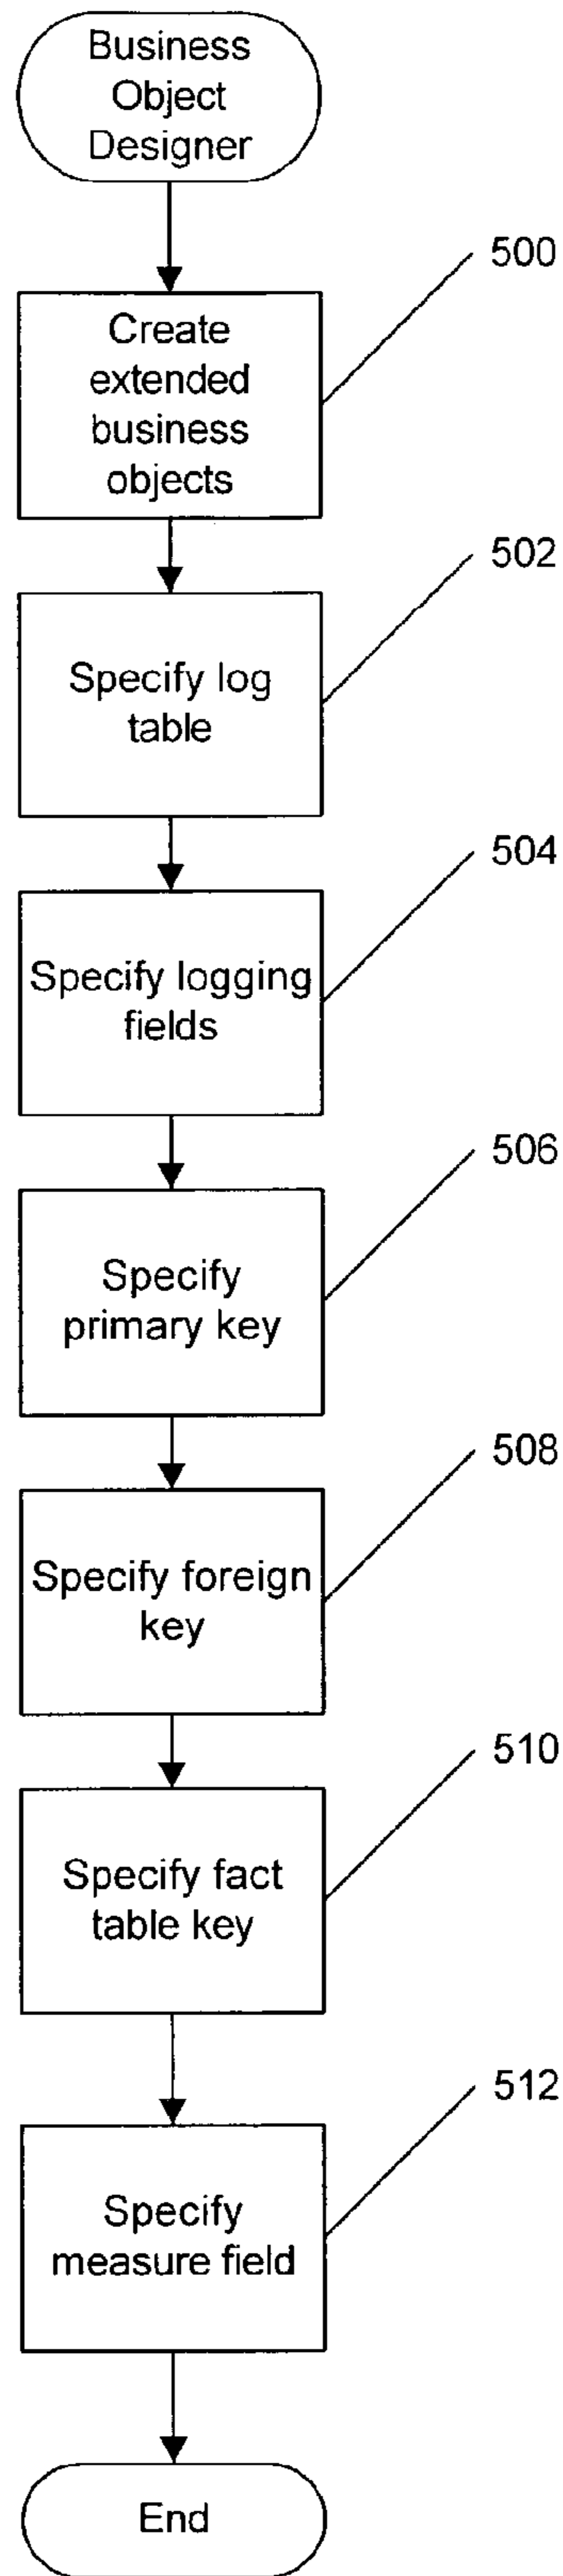 Business
Object
Designer
500
Create
extended
business
objects
502
Specify log
table
504
Specify logging
fields
506
Specify
primary key
508
Specify foreign
key
510
Specify fact
table key
512
Specify
measure field
End